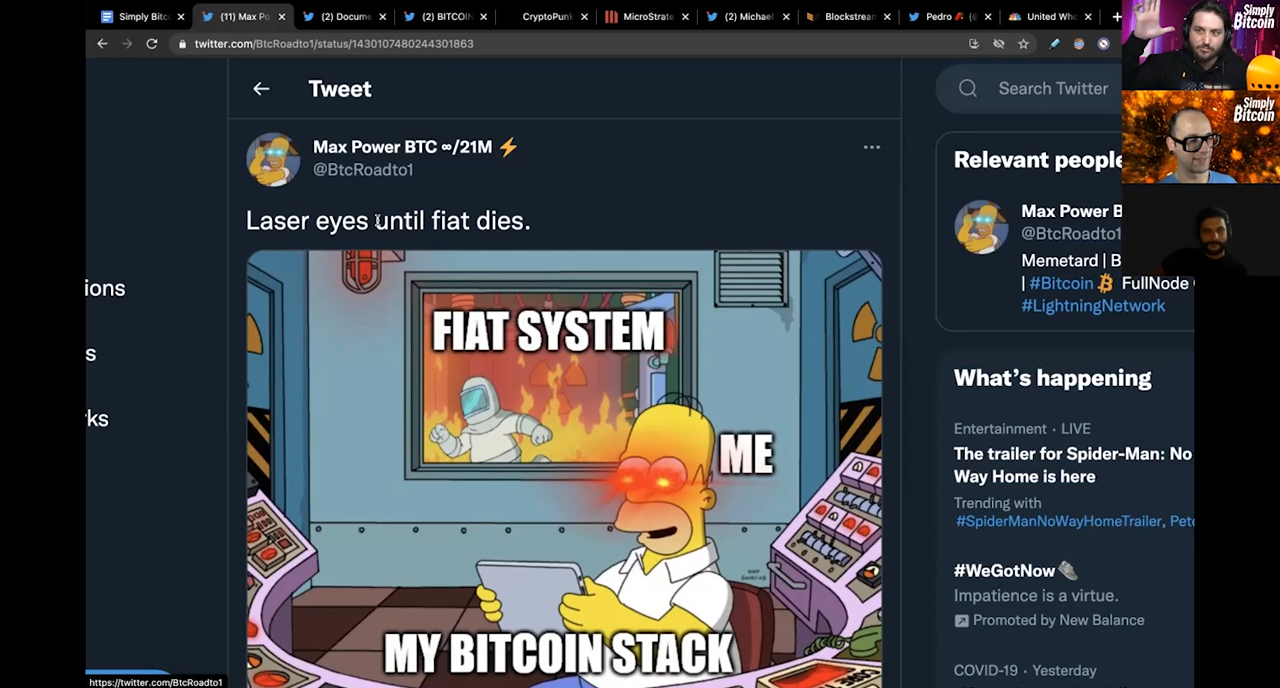 Simply Bitc
(11) Max Po
(2) Docume
(2) BITCOIN
CryptoPunk
MicroStrate
(2) Michael
Blockstrean
Pedro
United Who
Simply
Bitcoin
twitter.com/BtcRoadto1/status/1430107480244301863
Tweet
Search Twitter
Simply
Bitcoin
Max Power BTC ∞/21M ⚡
@BtcRoadto1
Relevant people
Laser eyes until fiat dies.
Max Power B
@BtcRoadto1
Memetard | B
| #Bitcoin FullNode
#LightningNetwork
ions
s
rks
FIAT SYSTEM
ME
MY BITCOIN STACK
What's happening
Entertainment · LIVE
The trailer for Spider-Man: No
Way Home is here
Trending with
#SpiderManNoWayHomeTrailer, Pete
#WeGotNow
Impatience is a virtue.
Promoted by New Balance
COVID-19 · Yesterday
https://twitter.com/BtcRoadto1